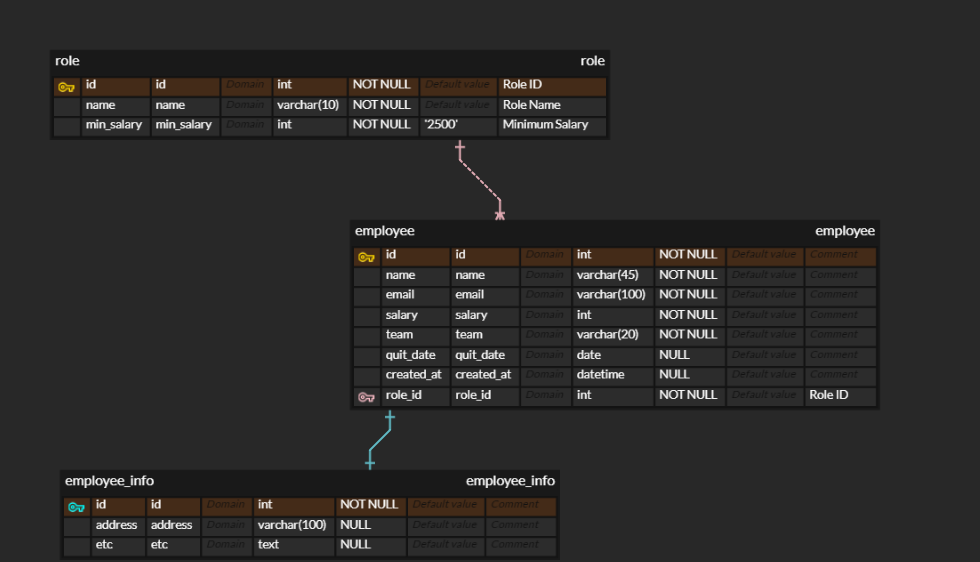 role role
id id Domain int NOT NULL Default value Role ID
name name Domain varchar(10) NOT NULL Default value Role Name
min_salary min_salary Domain int NOT NULL '2500' Minimum Salary
employee employee
id id Domain int NOT NULL Default value Comment
name name Domain varchar(45) NOT NULL Default value Comment
email email Domain varchar(100) NOT NULL Default value Comment
salary salary Domain int NOT NULL Default value Comment
team team Domain varchar(20) NOT NULL Default value Comment
quit_date quit_date Domain date NULL Default value Comment
created_at created_at Domain datetime NULL Default value Comment
role_id role_id Domain int NOT NULL Default value Role ID
employee_info employee_info
id id Domain int NOT NULL Default value Comment
address address Domain varchar(100) NULL Default value Comment
etc etc Domain text NULL Default value Comment